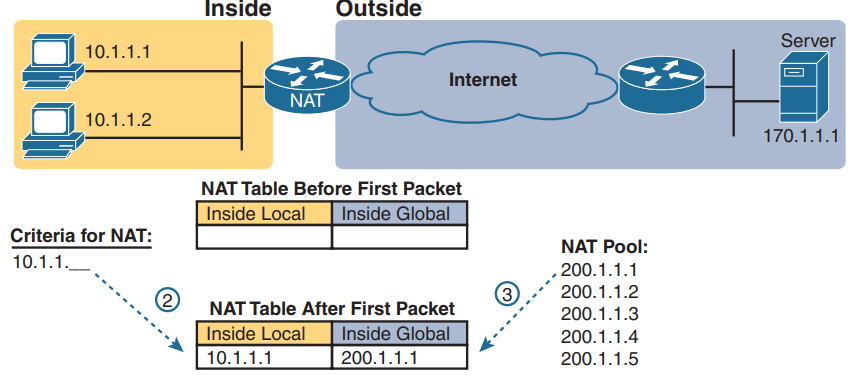 Inside
Outside
10.1.1.1
10.1.1.2
NAT
Internet
Server
170.1.1.1
NAT Table Before First Packet
Inside Local
Inside Global
Criteria for NAT:
10.1.1.__
NAT Pool:
200.1.1.1
200.1.1.2
200.1.1.3
200.1.1.4
200.1.1.5
2
3
NAT Table After First Packet
Inside Local
Inside Global
10.1.1.1
200.1.1.1